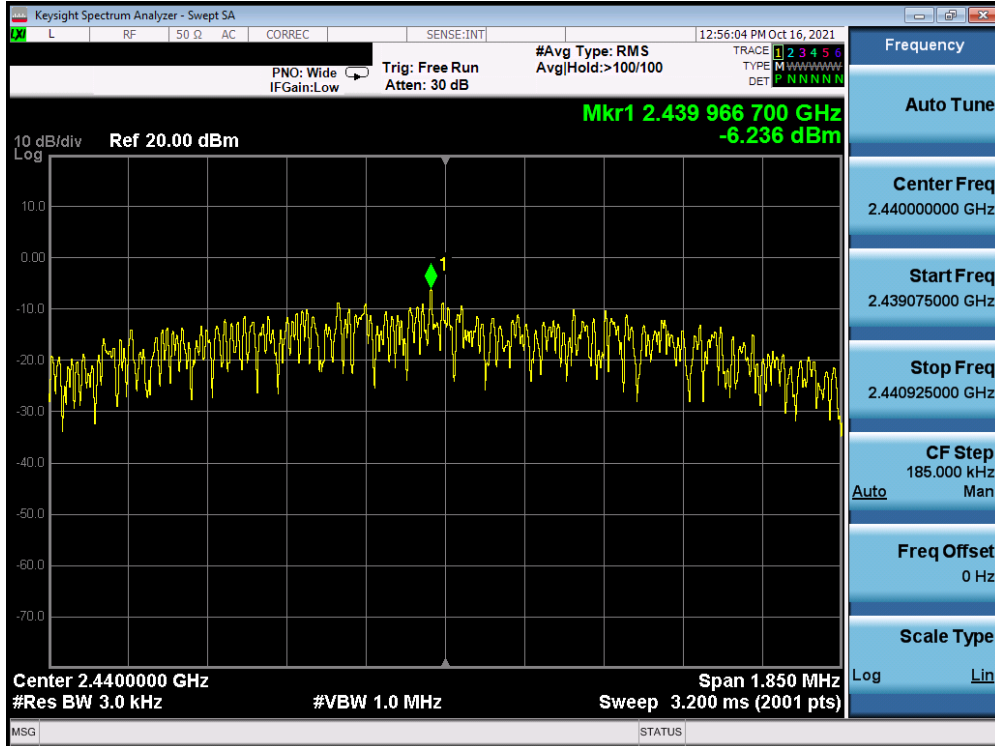 Keysight Spectrum Analyzer - Swept SA
LXI L RF 50 Ω AC CORREC SENSE:INT 12:56:04 PM Oct 16, 2021
PNO: Wide
IFGain:Low
Trig: Free Run
Atten: 30 dB
#Avg Type: RMS
Avg|Hold:>100/100
TRACE 1 2 3 4 5 6
TYPE M WWWWW
DET P N N N N N
Mkr1 2.439 966 700 GHz
-6.236 dBm
10 dB/div Ref 20.00 dBm
Log
10.0
0.00
-10.0
-20.0
-30.0
-40.0
-50.0
-60.0
-70.0
1
Center 2.4400000 GHz
Span 1.850 MHz
#Res BW 3.0 kHz
#VBW 1.0 MHz
Sweep 3.200 ms (2001 pts)
MSG
STATUS
Frequency
Auto Tune
Center Freq
2.440000000 GHz
Start Freq
2.439075000 GHz
Stop Freq
2.440925000 GHz
CF Step
185.000 kHz
Auto Man
Freq Offset
0 Hz
Scale Type
Log Lin